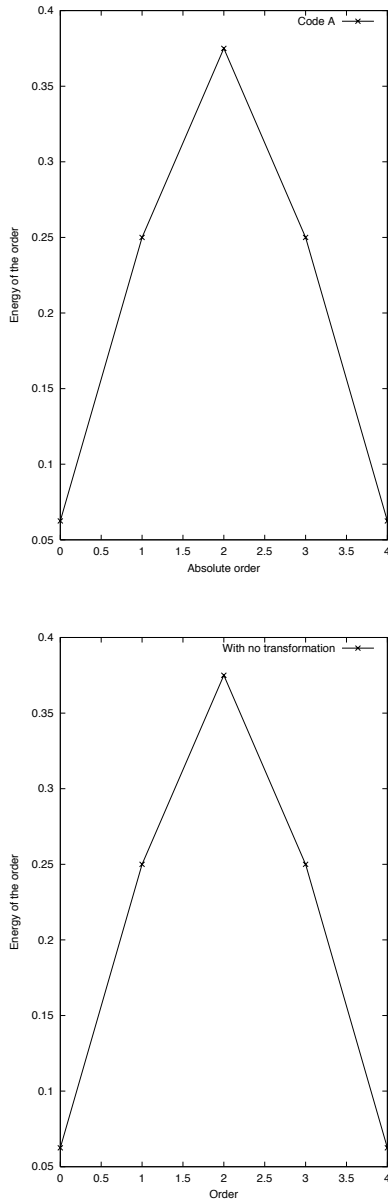 0.4
Code A
0.35
0.3
0.25
0.2
0.15
0.1
0.05
Energy of the order
0 0.5 1 1.5 2 2.5 3 3.5 4
Absolute order
0.4
With no transformation
0.35
0.3
0.25
0.2
0.15
0.1
0.05
Energy of the order
0 0.5 1 1.5 2 2.5 3 3.5 4
Order